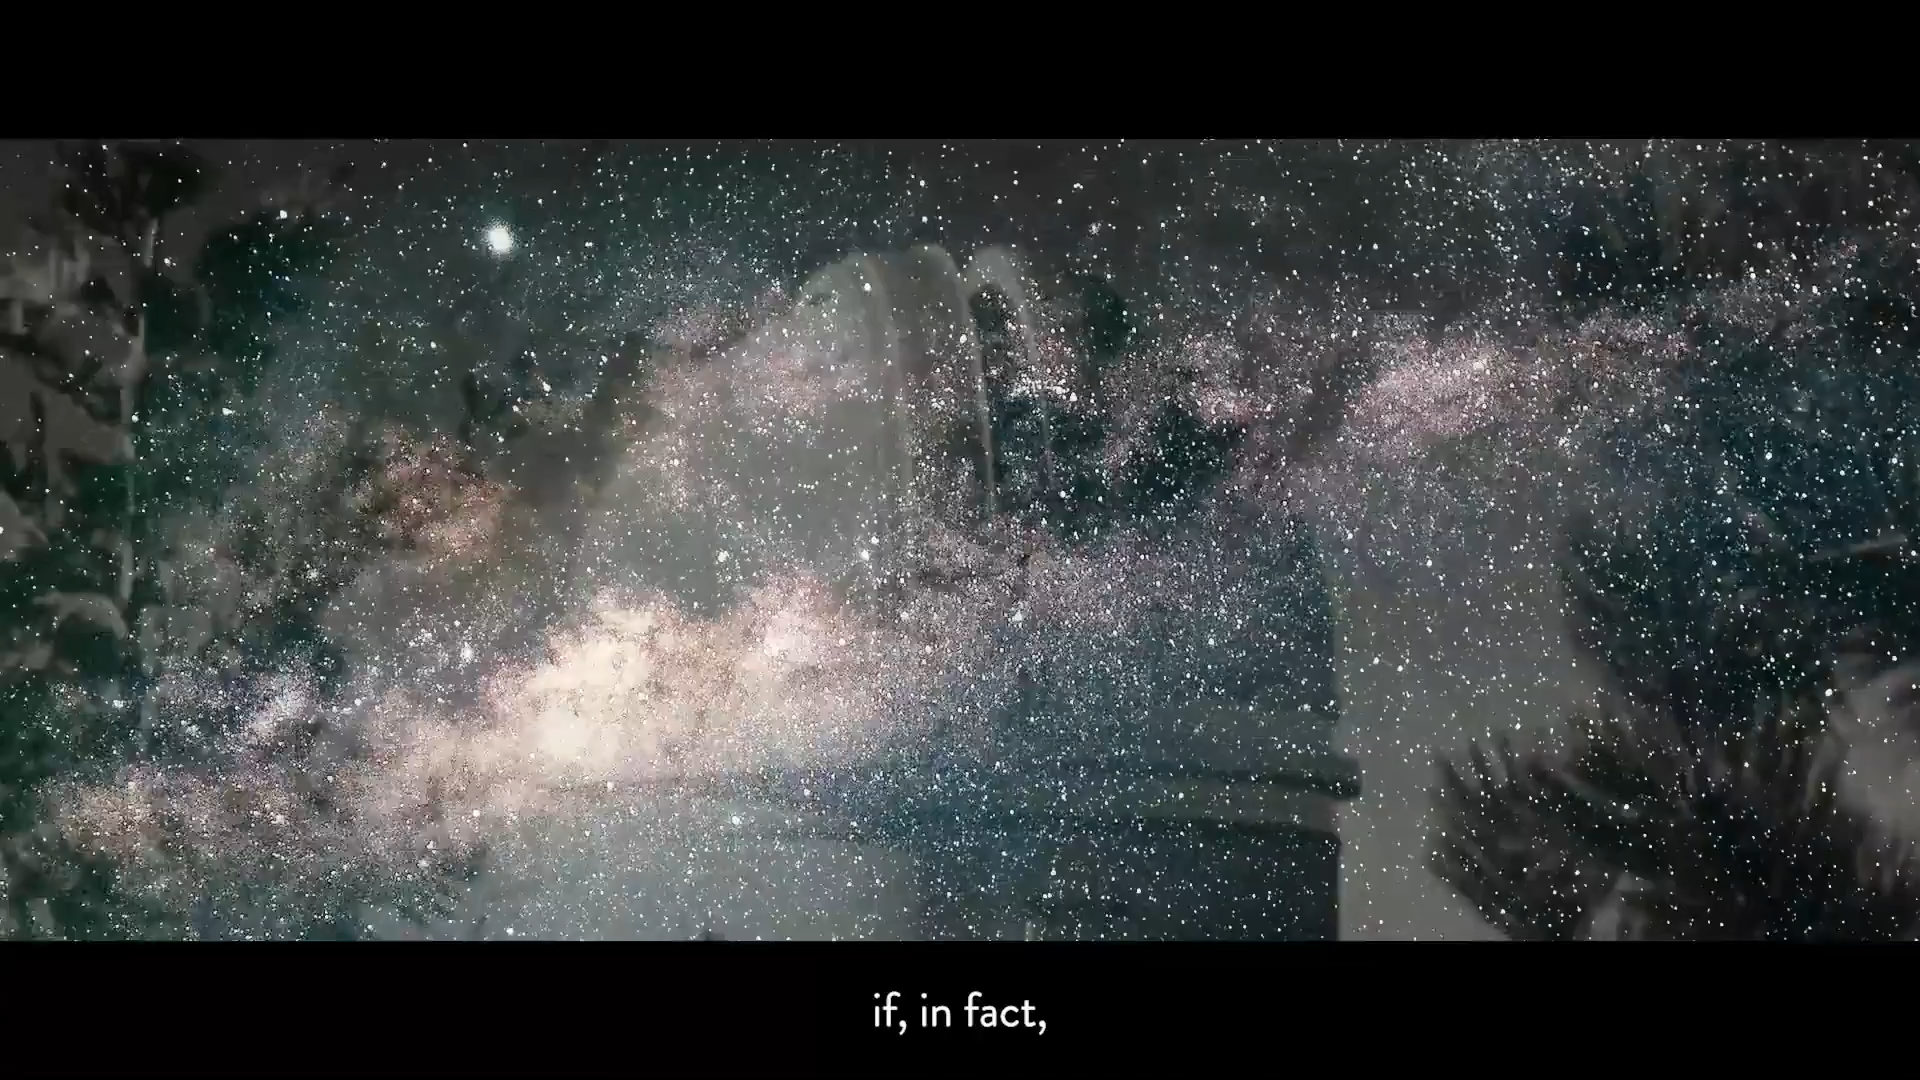 if, in fact,